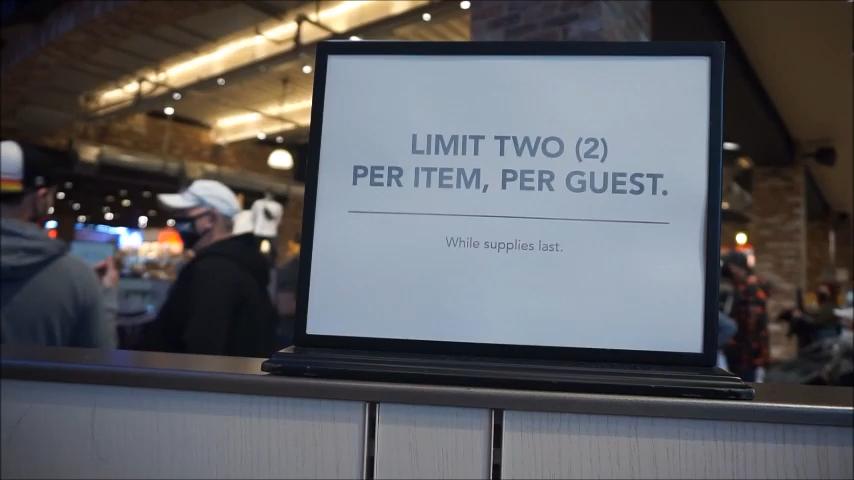 LIMIT TWO (2)
PER ITEM, PER GUEST.
While supplies last.